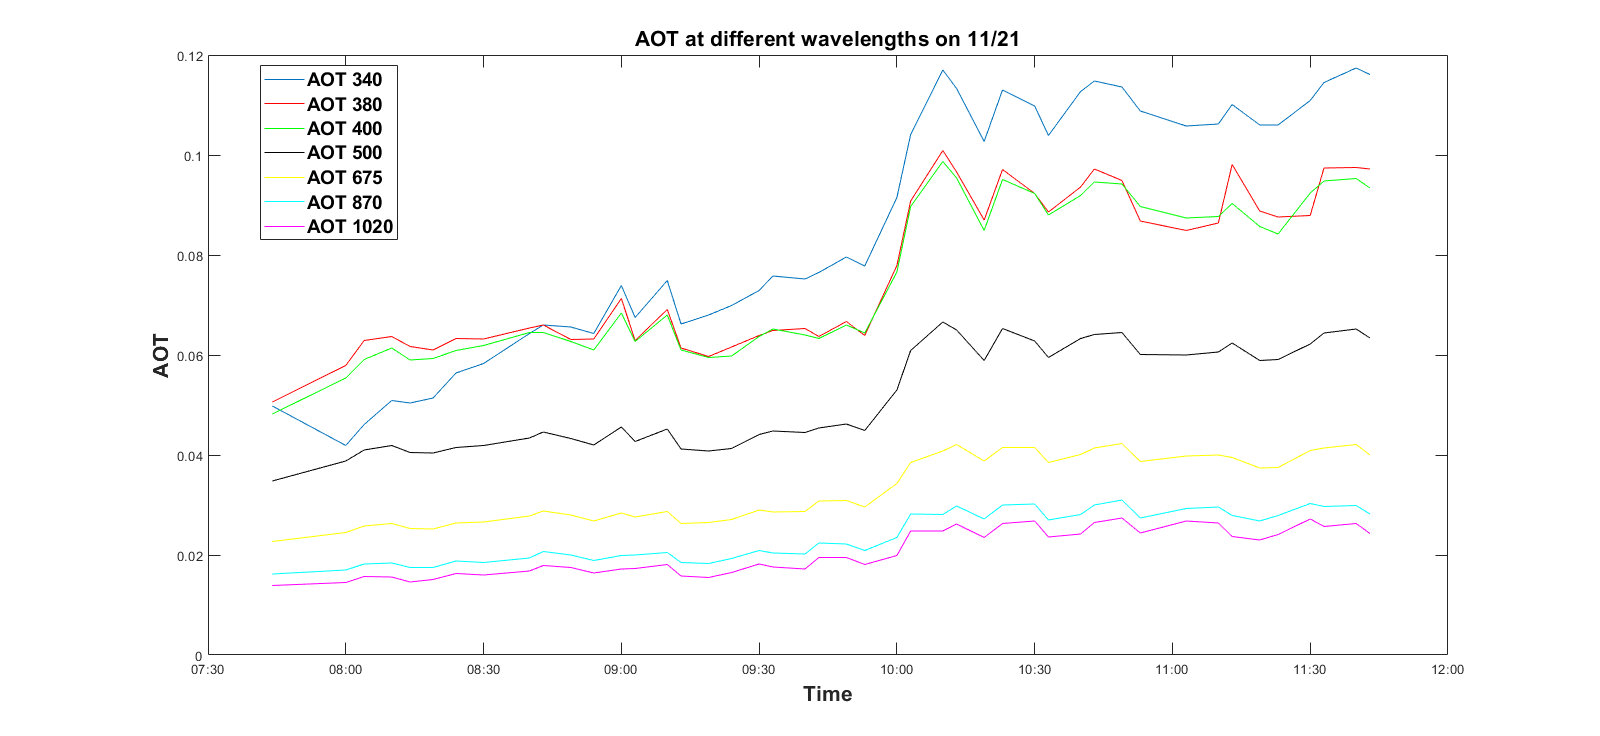 AOT at different wavelengths on 11/21
0.12
AOT 340
AOT 380
AOT 400
AOT 500
AOT 675
AOT 870
AOT 1020
0.1
0.08
0.06
0.04
0.02
0
AOT
07:30 08:00 08:30 09:00 09:30 10:00 10:30 11:00 11:30 12:00
Time